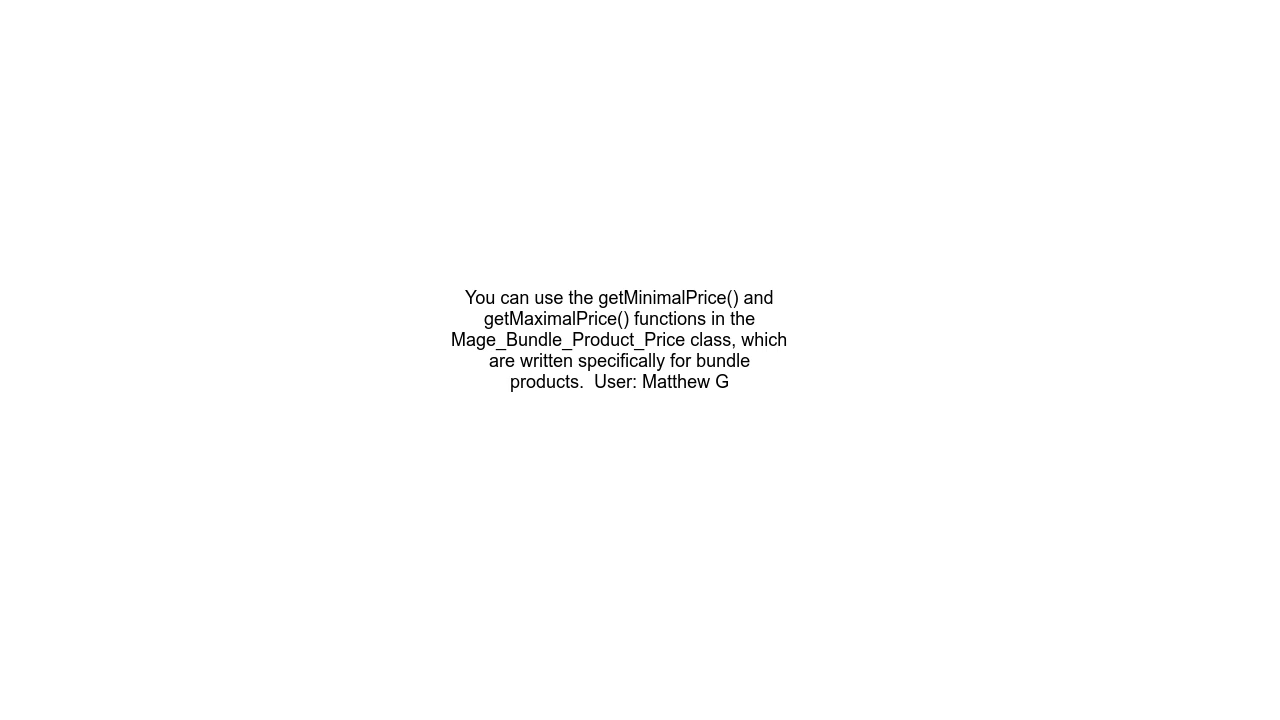 You can use the getMinimalPrice() and
getMaximalPrice() functions in the
Mage_Bundle_Product_Price class, which
are written specifically for bundle
products.  User: Matthew G